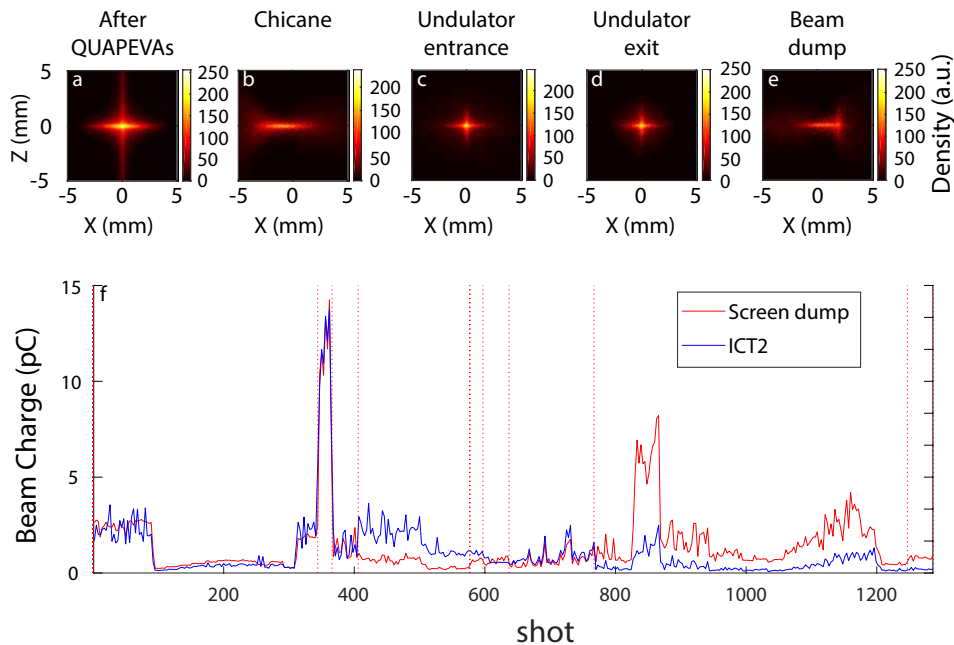 After
QUAPEVAs
Chicane
Undulator
entrance
Undulator
exit
Beam
dump
a
b
c
d
e
5
0
-5
Z (mm)
250
200
150
100
50
0
250
200
150
100
50
0
200
150
100
50
0
200
150
100
50
0
250
200
150
100
50
0
Density (a.u.)
-5 0 5
-5 0 5
-5 0 5
-5 0 5
-5 0 5
X (mm)
X (mm)
X (mm)
X (mm)
X (mm)
f
15
10
5
0
Beam Charge (pC)
Screen dump
ICT2
200 400 600 800 1000 1200
shot